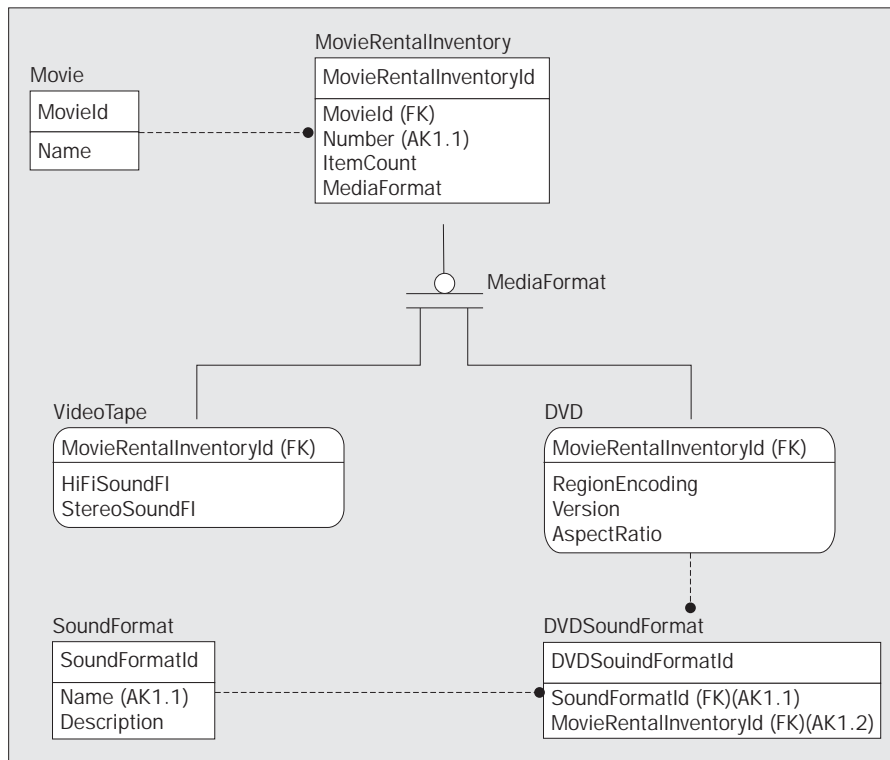 MovieRentalInventory
MovieRentalInventoryId
MovieId (FK)
Number (AK1.1)
ItemCount
MediaFormat
Movie
MovieId
Name
MediaFormat
VideoTape
MovieRentalInventoryId (FK)
HiFiSoundFl
StereoSoundFl
DVD
MovieRentalInventoryId (FK)
RegionEncoding
Version
AspectRatio
SoundFormat
SoundFormatId
Name (AK1.1)
Description
DVDSoundFormat
DVDSouindFormatId
SoundFormatId (FK)(AK1.1)
MovieRentalInventoryId (FK)(AK1.2)